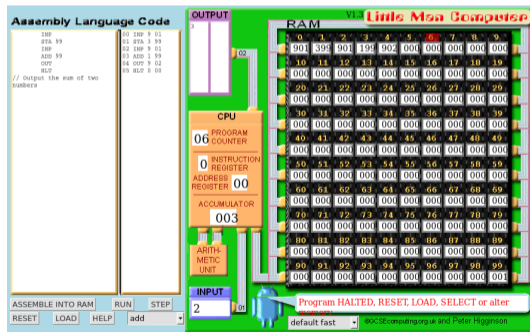 Assembly Language Code
INP
STA 99
INP
ADD 99
OUT
HLT
// Output the sum of two
numbers
00 INP 9 01
01 STA 3 99
02 INP 9 01
03 ADD 1 99
04 OUT 9 02
05 HLT 0 00
ASSEMBLE INTO RAM RUN STEP
RESET LOAD HELP add
OUTPUT
3
02
CPU
06 PROGRAM
COUNTER
0 INSTRUCTION
REGISTER
ADDRESS
REGISTER 00
ACCUMULATOR
003
ARITH-
METIC
UNIT
INPUT
2
01
RAM
V1.3
Little Man Computer
0 1 2 3 4 5 6 7 8 9
901 399 901 199 902 000 000 000 000 000
10 11 12 13 14 15 16 17 18 19
000 000 000 000 000 000 000 000 000 000
20 21 22 23 24 25 26 27 28 29
000 000 000 000 000 000 000 000 000 000
30 31 32 33 34 35 36 37 38 39
000 000 000 000 000 000 000 000 000 000
40 41 42 43 44 45 46 47 48 49
000 000 000 000 000 000 000 000 000 000
50 51 52 53 54 55 56 57 58 59
000 000 000 000 000 000 000 000 000 000
60 61 62 63 64 65 66 67 68 69
000 000 000 000 000 000 000 000 000 000
70 71 72 73 74 75 76 77 78 79
000 000 000 000 000 000 000 000 000 000
80 81 82 83 84 85 86 87 88 89
000 000 000 000 000 000 000 000 000 000
90 91 92 93 94 95 96 97 98 99
000 000 000 000 000 000 000 000 000 001
Program HALTED, RESET, LOAD, SELECT or alter
default fast
©GCSEcomputing.org.uk and Peter Higginson